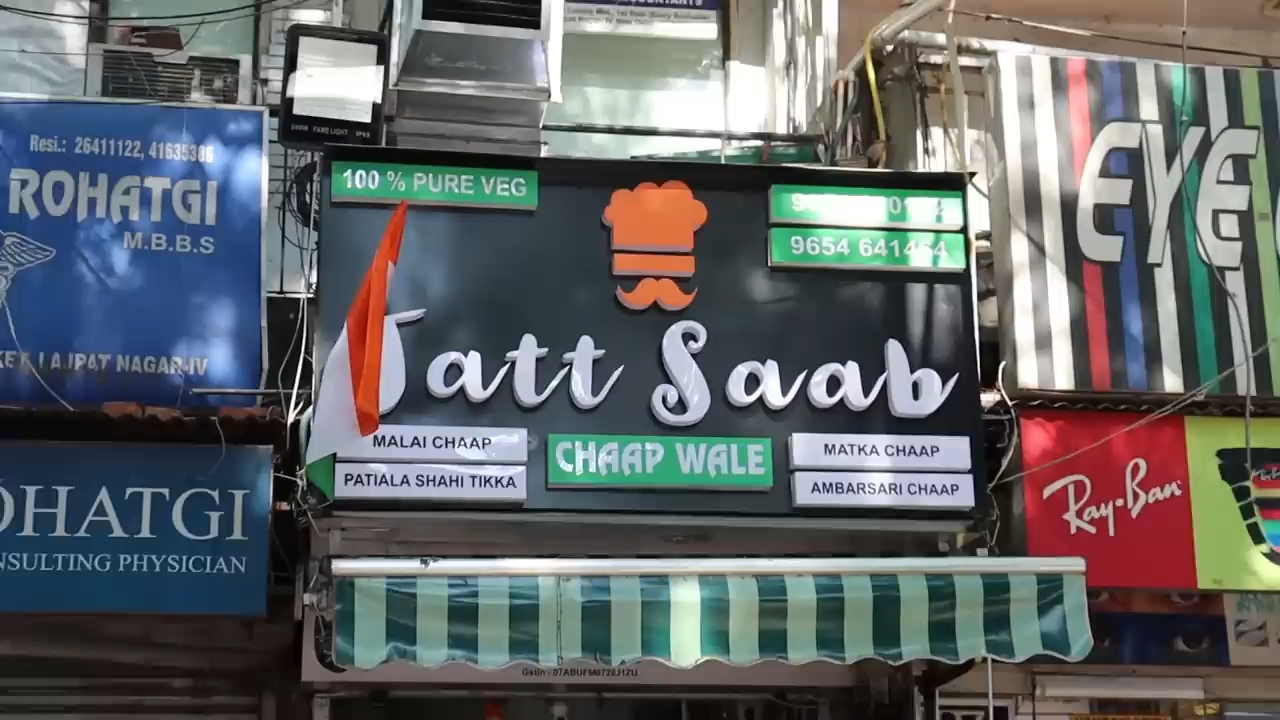 Resi.: 26411122, 41635386
ROHATGI
M.B.B.S
LAJPAT NAGAR-IV
OHATGI
NSULTING PHYSICIAN
100 % PURE VEG
9654 641464
Jatt Saab
CHAAP WALE
MALAI CHAAP
PATIALA SHAHI TIKKA
MATKA CHAAP
AMBARSARI CHAAP
EYE
Ray-Ban